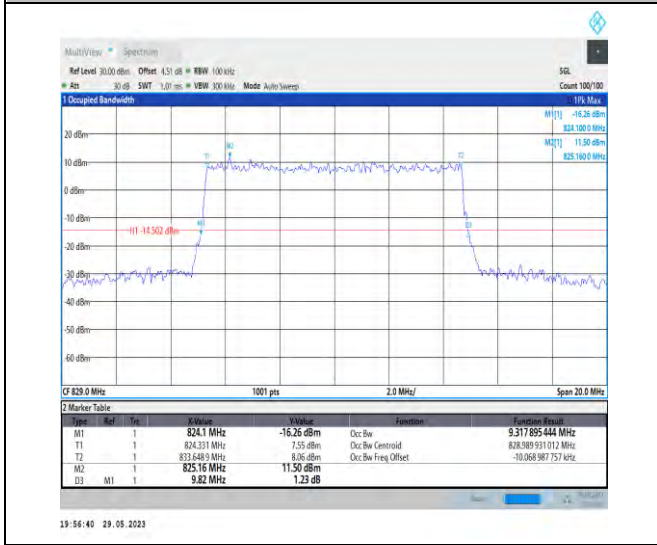 MultiView Spectrum
Ref Level 30.00 dBm Offset 4.51 dB RBW 100 kHz SGL
Att 30 dB SWT 1.01 ms VBW 300 kHz Mode Auto Sweep Count 100/100
1 Occupied Bandwidth 1Pk Max
M1[1] -16.26 dBm
824.100 0 MHz
M2[1] 11.50 dBm
825.160 0 MHz
20 dBm
M2
T1 T2
10 dBm
0 dBm
-10 dBm
M1 D3
H1 -14.502 dBm
-20 dBm
-30 dBm
-40 dBm
-50 dBm
-60 dBm
CF 829.0 MHz 1001 pts 2.0 MHz/ Span 20.0 MHz
2 Marker Table
Type Ref Trc X-Value Y-Value Function Function Result
M1 1 824.1 MHz -16.26 dBm Occ Bw 9.317 895 444 MHz
T1 1 824.331 MHz 7.55 dBm Occ Bw Centroid 828.989 931 012 MHz
T2 1 833.648 9 MHz 8.06 dBm Occ Bw Freq Offset -10.068 987 757 kHz
M2 1 825.16 MHz 11.50 dBm
D3 M1 1 9.82 MHz 1.23 dB
19:56:40 29.05.2023